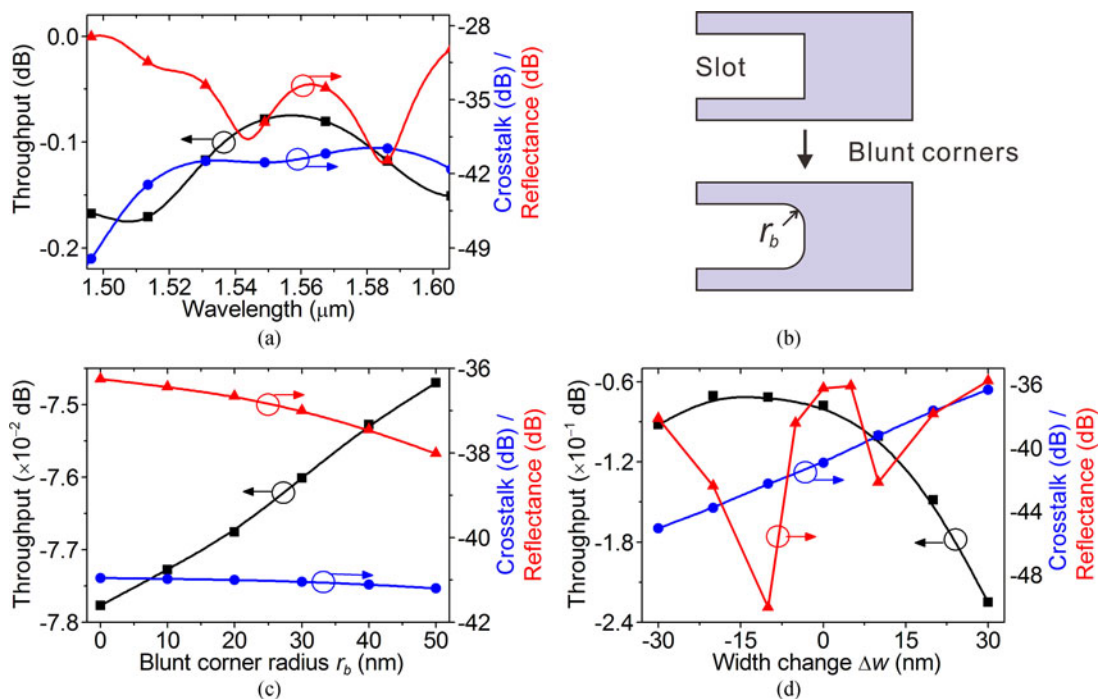 0.0
-0.1
-0.2
Throughput (dB)
-28
-35
-42
-49
Crosstalk (dB) /
Reflectance (dB)
1.50 1.52 1.54 1.56 1.58 1.60
Wavelength (μm)
(a)
Slot
Blunt corners
r_b
(b)
-7.5
-7.6
-7.7
-7.8
Throughput (×10⁻² dB)
-36
-38
-40
-42
Crosstalk (dB) /
Reflectance (dB)
0 10 20 30 40 50
Blunt corner radius r_b (nm)
(c)
-0.6
-1.2
-1.8
-2.4
Throughput (×10⁻¹ dB)
-36
-40
-44
-48
Crosstalk (dB) /
Reflectance (dB)
-30 -15 0 15 30
Width change Δw (nm)
(d)